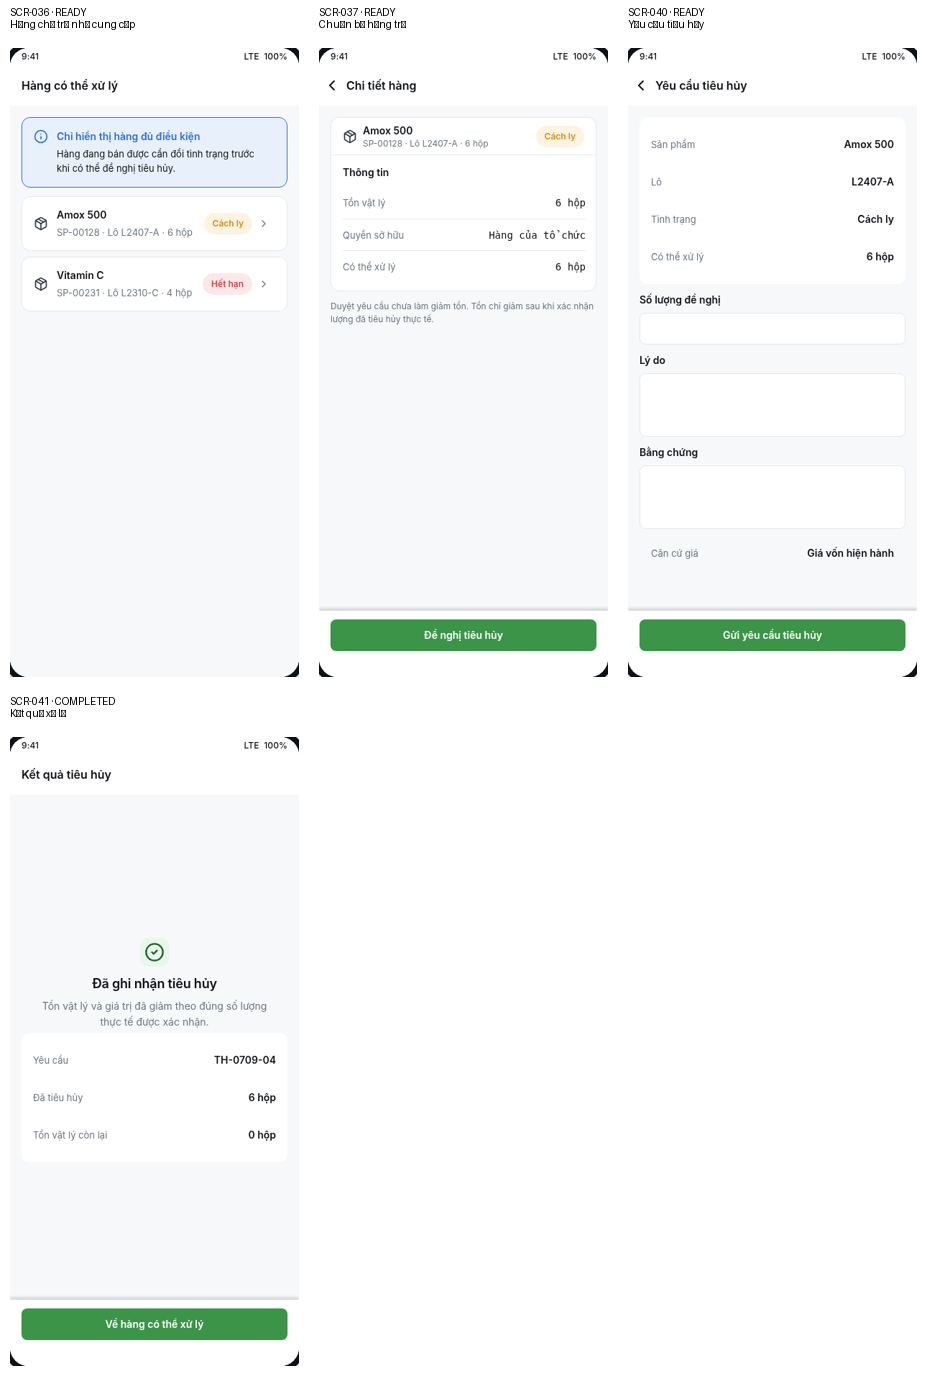 SCR-036 · READY
9:41
LTE 100%
Hàng có thể xử lý
Chỉ hiển thị hàng đủ điều kiện
Hàng đang bán được cần đổi tình trạng trước
khi có thể đề nghị tiêu hủy.
Amox 500
SP-00128 · Lô L2407-A · 6 hộp
Cách ly
Vitamin C
SP-00231 · Lô L2310-C · 4 hộp
Hết hạn
SCR-037 · READY
9:41
LTE 100%
Chi tiết hàng
Amox 500
SP-00128 · Lô L2407-A · 6 hộp
Cách ly
Thông tin
Tồn vật lý
6 hộp
Quyền sở hữu
Hàng của tổ chức
Có thể xử lý
6 hộp
Duyệt yêu cầu chưa làm giảm tồn. Tồn chỉ giảm sau khi xác nhận
lượng đã tiêu hủy thực tế.
Đề nghị tiêu hủy
SCR-040 · READY
9:41
LTE 100%
Yêu cầu tiêu hủy
Sản phẩm
Amox 500
Lô
L2407-A
Tình trạng
Cách ly
Có thể xử lý
6 hộp
Số lượng đề nghị
Lý do
Bằng chứng
Căn cứ giá
Giá vốn hiện hành
Gửi yêu cầu tiêu hủy
SCR-041 · COMPLETED
9:41
LTE 100%
Kết quả tiêu hủy
Đã ghi nhận tiêu hủy
Tồn vật lý và giá trị đã giảm theo đúng số lượng
thực tế được xác nhận.
Yêu cầu
TH-0709-04
Đã tiêu hủy
6 hộp
Tồn vật lý còn lại
0 hộp
Về hàng có thể xử lý